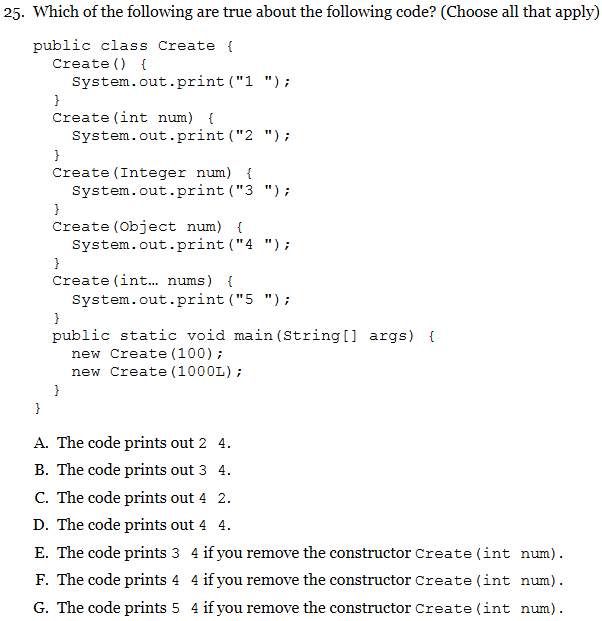 25. Which of the following are true about the following code? (Choose all that apply)
public class Create {
Create() {
System.out.print("1 ");
}
Create(int num) {
System.out.print("2 ");
}
Create(Integer num) {
System.out.print("3 ");
}
Create(Object num) {
System.out.print("4 ");
}
Create(int… nums) {
System.out.print("5 ");
}
public static void main(String[] args) {
new Create(100);
new Create(1000L);
}
}
A. The code prints out 2 4.
B. The code prints out 3 4.
C. The code prints out 4 2.
D. The code prints out 4 4.
E. The code prints 3 4 if you remove the constructor Create(int num).
F. The code prints 4 4 if you remove the constructor Create(int num).
G. The code prints 5 4 if you remove the constructor Create(int num).